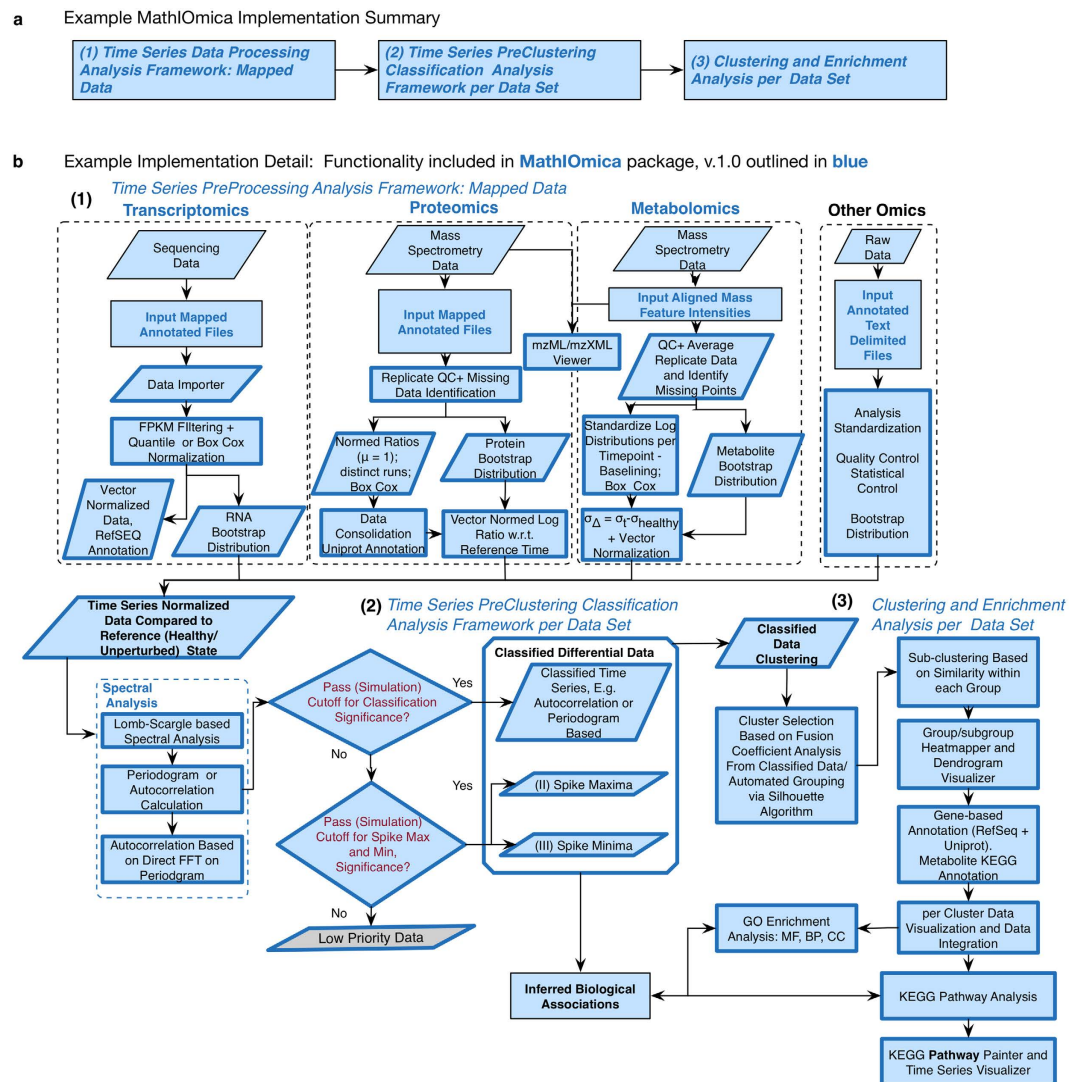 a Example MathIOmica Implementation Summary
(1) Time Series Data Processing
Analysis Framework: Mapped
Data
(2) Time Series PreClustering
Classification Analysis
Framework per Data Set
(3) Clustering and Enrichment
Analysis per Data Set
b Example Implementation Detail: Functionality included in MathIOmica package, v.1.0 outlined in blue
(1) Time Series PreProcessing Analysis Framework: Mapped Data
Transcriptomics
Sequencing
Data
Input Mapped
Annotated Files
Data Importer
FPKM FIltering +
Quantile or Box Cox
Normalization
Vector
Normalized
Data,
RefSEQ
Annotation
RNA
Bootstrap
Distribution
Proteomics
Mass
Spectrometry
Data
Input Mapped
Annotated Files
mzML/mzXML
Viewer
Replicate QC+ Missing
Data Identification
Normed Ratios
(μ = 1);
distinct runs;
Box Cox
Protein
Bootstrap
Distribution
Data
Consolidation
Uniprot Annotation
Vector Normed Log
Ratio w.r.t.
Reference Time
Metabolomics
Mass
Spectrometry
Data
Input Aligned Mass
Feature Intensities
QC+ Average
Replicate Data
and Identify
Missing Points
Standardize Log
Distributions per
Timepoint -
Baselining;
Box Cox
Metabolite
Bootstrap
Distribution
σΔ = σt-σhealthy
+ Vector
Normalization
Other Omics
Raw
Data
Input
Annotated
Text
Delimited
Files
Analysis
Standardization
Quality Control
Statistical
Control
Bootstrap
Distribution
Time Series Normalized
Data Compared to
Reference (Healthy/
Unperturbed) State
Spectral
Analysis
Lomb-Scargle based
Spectral Analysis
Periodogram or
Autocorrelation
Calculation
Autocorrelation Based
on Direct FFT on
Periodgram
(2) Time Series PreClustering Classification
Analysis Framework per Data Set
Pass (Simulation)
Cutoff for Classification
Significance?
Yes
No
Pass (Simulation)
Cutoff for Spike Max
and Min,
Significance?
Yes
No
Low Priority Data
Classified Differential Data
Classified Time
Series, E.g.
Autocorrelation or
Periodogram
Based
(II) Spike Maxima
(III) Spike Minima
Inferred Biological
Associations
(3) Clustering and Enrichment
Analysis per Data Set
Classified
Data
Clustering
Cluster Selection
Based on Fusion
Coefficient Analysis
From Classified Data/
Automated Grouping
via Silhouette
Algorithm
Sub-clustering Based
on Similarity within
each Group
Group/subgroup
Heatmapper and
Dendrogram
Visualizer
Gene-based
Annotation (RefSeq +
Uniprot).
Metabolite KEGG
Annotation
per Cluster Data
Visualization and Data
Integration
GO Enrichment
Analysis: MF, BP, CC
KEGG Pathway Analysis
KEGG Pathway Painter and
Time Series Visualizer